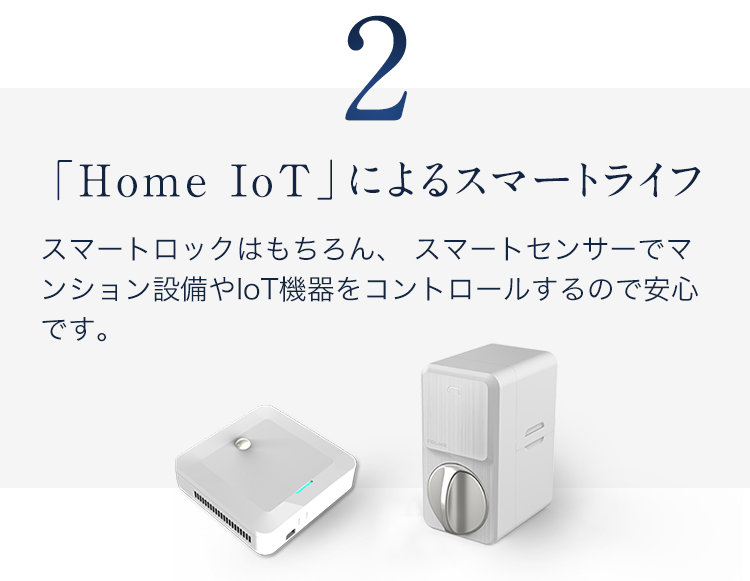 2
「Home IoT」によるスマートライフ
スマートロックはもちろん、 スマートセンサーでマ
ンション設備やIoT機器をコントロールするので安心
です。